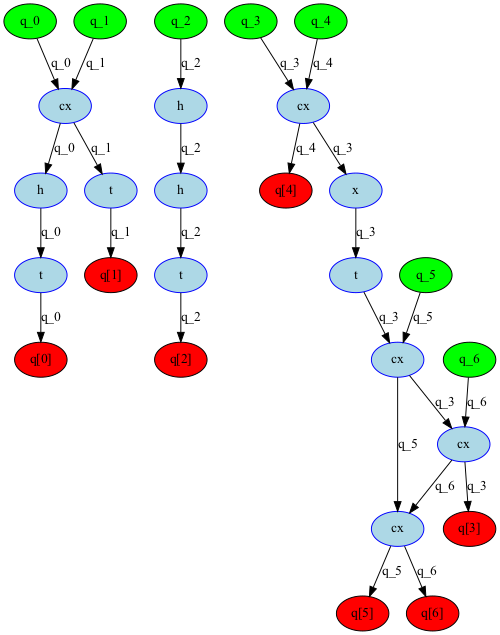 q_0 q_1 q_2 q_3 q_4
q_0 q_1 q_2 q_3 q_4
cx h cx
q_0 q_1 q_2 q_4 q_3
h t h q[4] x
q_0 q_1 q_2 q_3
t q[1] t t q_5
q_0 q_2 q_3 q_5
q[0] q[2] cx q_6
q_3 q_6
q_5 cx
q_6 q_3
cx q[3]
q_5 q_6
q[5] q[6]